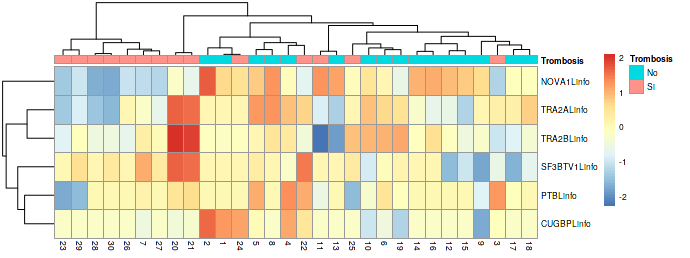 Trombosis
NOVA1Linfo
TRA2ALinfo
TRA2BLinfo
SF3BTV1Linfo
PTBLinfo
CUGBPLinfo
23 29 28 30 26 7 27 20 21 2 1 24 5 8 4 22 11 13 25 10 6 19 14 16 12 15 9 3 17 18
2
1
0
-1
-2
Trombosis
No
Si